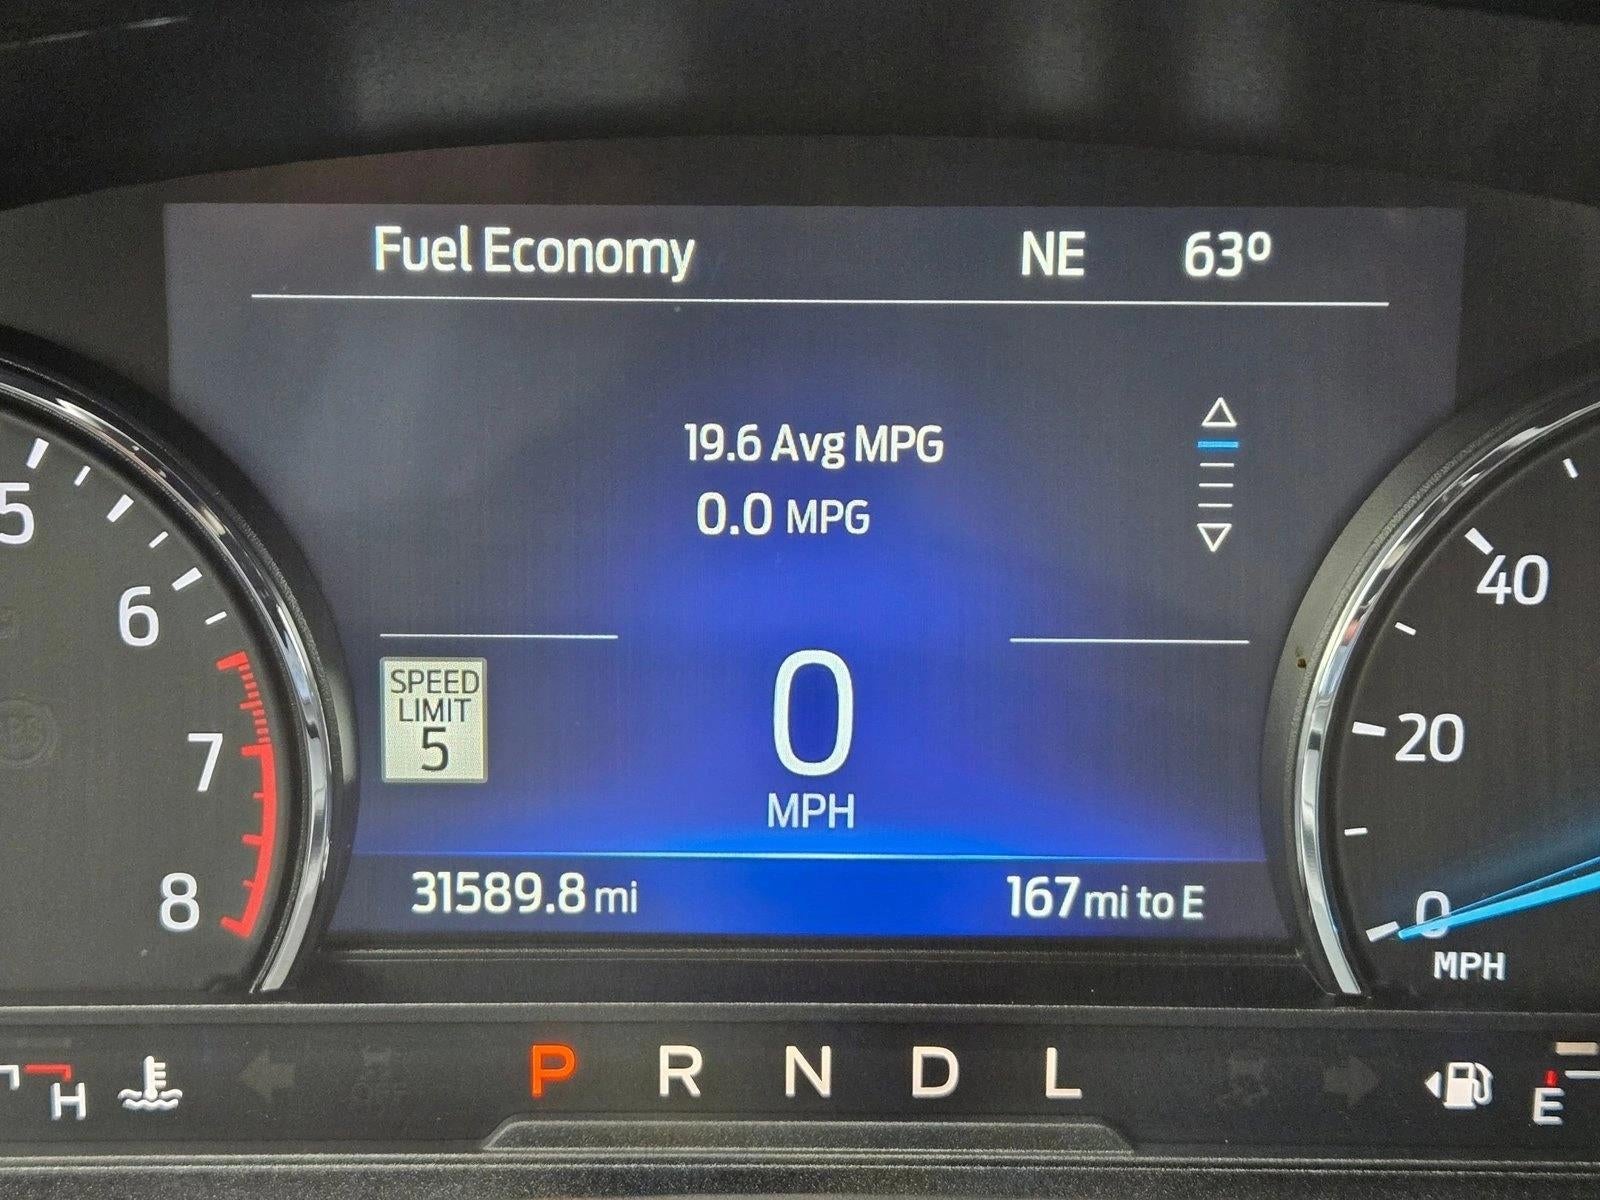 Fuel Economy NE 63°
19.6 Avg MPG
0.0 MPG
SPEED
LIMIT
5
0
MPH
31589.8 mi 167 mi to E
5
6
7
8
40
20
0
MPH
H P R N D L E